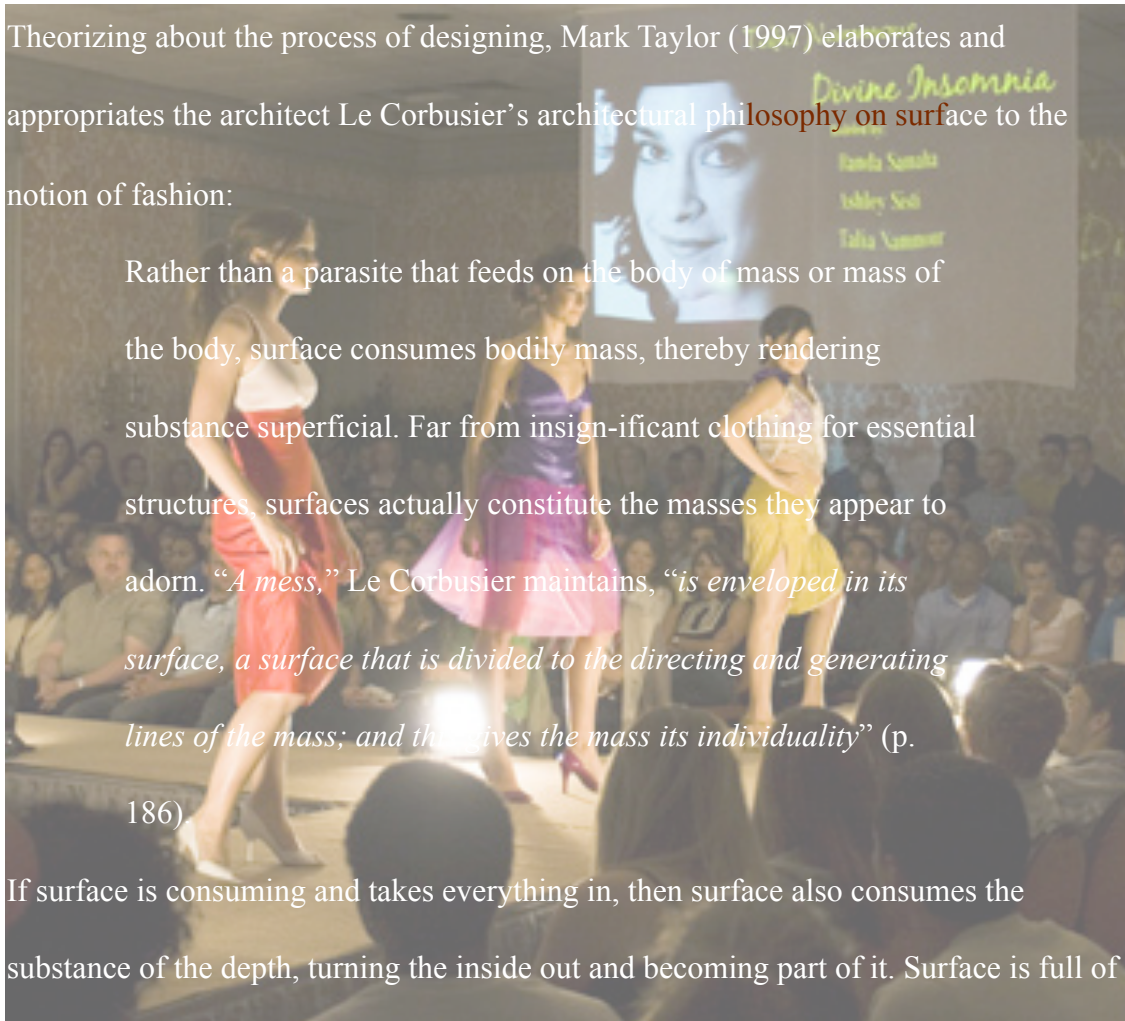 Theorizing about the process of designing, Mark Taylor (1997) elaborates and
appropriates the architect Le Corbusier’s architectural philosophy on surface to the
notion of fashion:
Rather than a parasite that feeds on the body of mass or mass of
the body, surface consumes bodily mass, thereby rendering
substance superficial. Far from insign-ificant clothing for essential
structures, surfaces actually constitute the masses they appear to
adorn. “A mess,” Le Corbusier maintains, “is enveloped in its
surface, a surface that is divided to the directing and generating
lines of the mass; and gives the mass its individuality” (p.
186).
If surface is consuming and takes everything in, then surface also consumes the
substance of the depth, turning the inside out and becoming part of it. Surface is full of
Divine Insomnia
Ashley Sisti
Talia Nammour